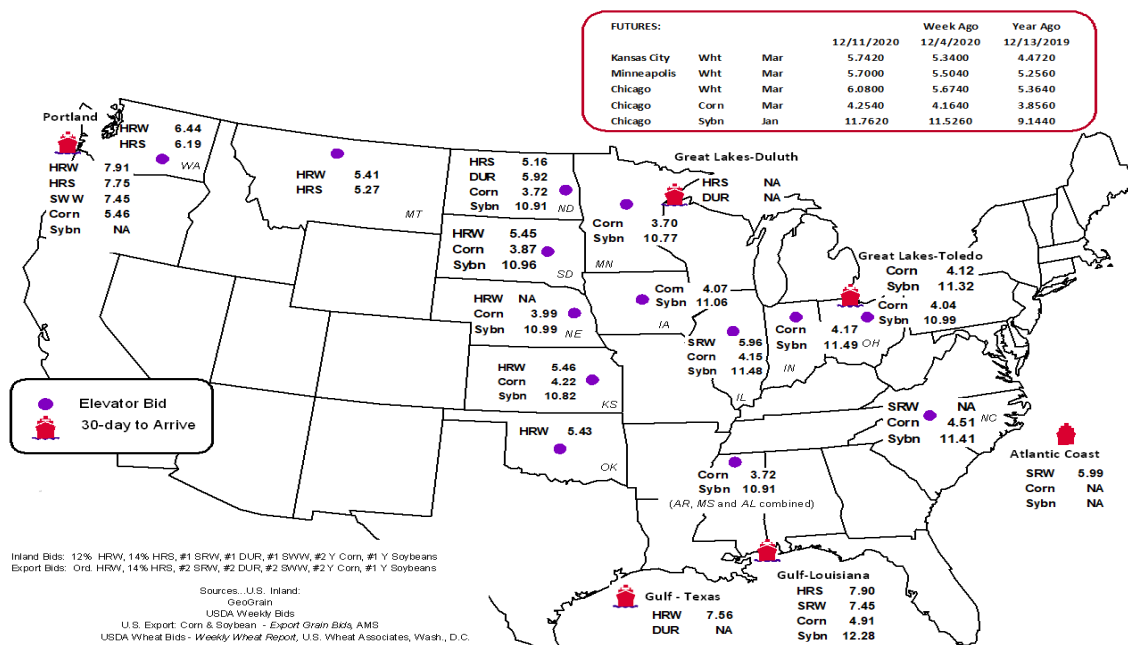 FUTURES: Week Ago Year Ago
12/11/2020 12/4/2020 12/13/2019
Kansas City Wht Mar 5.7420 5.3400 4.4720
Minneapolis Wht Mar 5.7000 5.5040 5.2560
Chicago Wht Mar 6.0800 5.6740 5.3640
Chicago Corn Mar 4.2540 4.1640 3.8560
Chicago Sybn Jan 11.7620 11.5260 9.1440
Portland
HRW 7.91
HRS 7.75
SWW 7.45
Corn 5.46
Sybn NA
HRW 6.44
HRS 6.19
WA
HRW 5.41
HRS 5.27
MT
HRS 5.16
DUR 5.92
Corn 3.72
Sybn 10.91
ND
Great Lakes-Duluth
HRS NA
DUR NA
Corn 3.70
Sybn 10.77
MN
HRW 5.45
Corn 3.87
Sybn 10.96
SD
Great Lakes-Toledo
Corn 4.12
Sybn 11.32
Corn 4.04
Sybn 10.99
OH
HRW NA
Corn 3.99
Sybn 10.99
NE
Corn 4.07
Sybn 11.06
IA
SRW 5.96
Corn 4.15
Sybn 11.48
IL
Corn 4.17
Sybn 11.49
IN
HRW 5.46
Corn 4.22
Sybn 10.82
KS
Elevator Bid
30-day to Arrive
HRW 5.43
OK
SRW NA
Corn 4.51
Sybn 11.41
NC
Corn 3.72
Sybn 10.91
(AR, MS and AL combined)
Atlantic Coast
SRW 5.99
Corn NA
Sybn NA
Gulf - Texas
HRW 7.56
DUR NA
Gulf-Louisiana
HRS 7.90
SRW 7.45
Corn 4.91
Sybn 12.28
Inland Bids: 12% HRW, 14% HRS, #1 SRW, #1 DUR, #1 SWW, #2 Y Corn, #1 Y Soybeans
Export Bids: Ord. HRW, 14% HRS, #2 SRW, #2 DUR, #2 SWW, #2 Y Corn, #1 Y Soybeans
Sources...U.S. Inland:
GeoGrain
USDA Weekly Bids
U.S. Export: Corn & Soybean - Export Grain Bids, AMS
USDA Wheat Bids - Weekly Wheat Report, U.S. Wheat Associates, Wash., D.C.